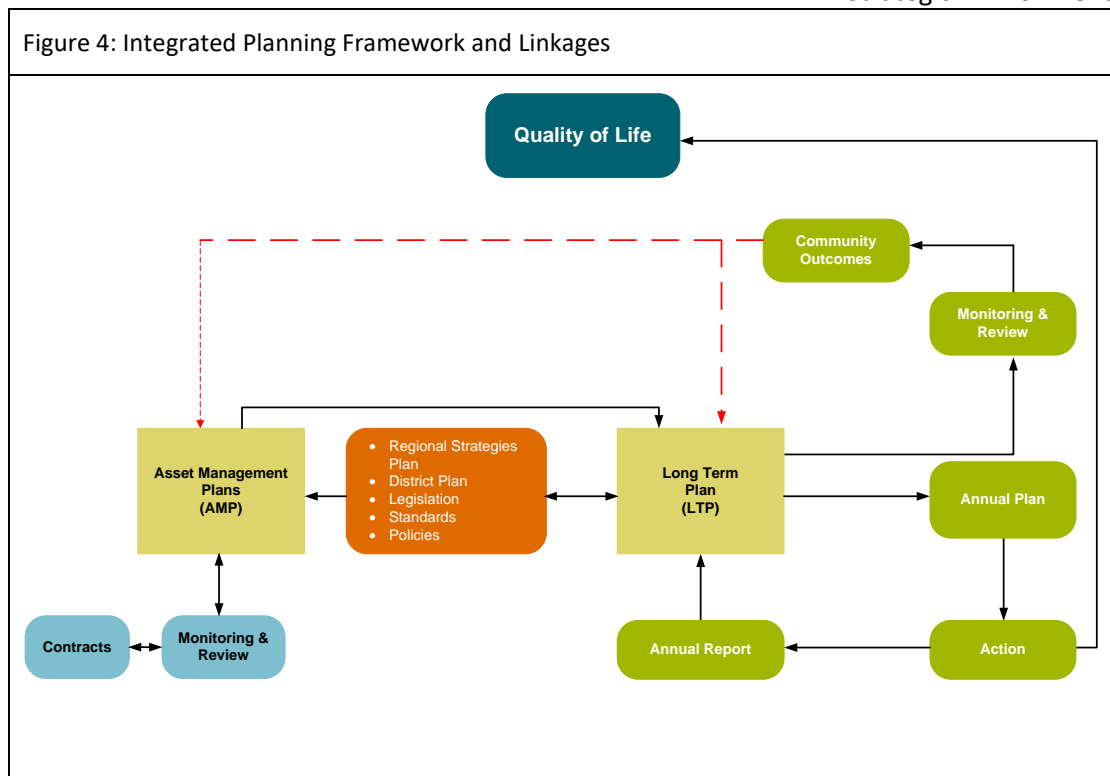 Figure 4: Integrated Planning Framework and Linkages
Quality of Life
Community
Outcomes
Monitoring &
Review
Asset Management
Plans
(AMP)
• Regional Strategies
Plan
• District Plan
• Legislation
• Standards
• Policies
Long Term
Plan
(LTP)
Annual Plan
Contracts
Monitoring &
Review
Annual Report
Action